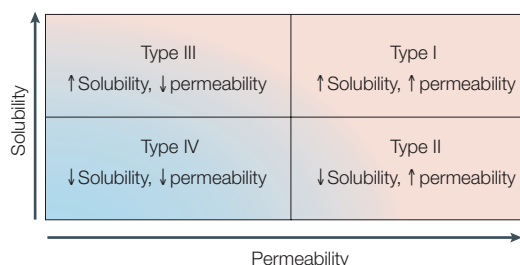 Solubility
Type III
↑Solubility, ↓permeability
Type I
↑Solubility, ↑permeability
Type IV
↓Solubility, ↓permeability
Type II
↓Solubility, ↑permeability
Permeability